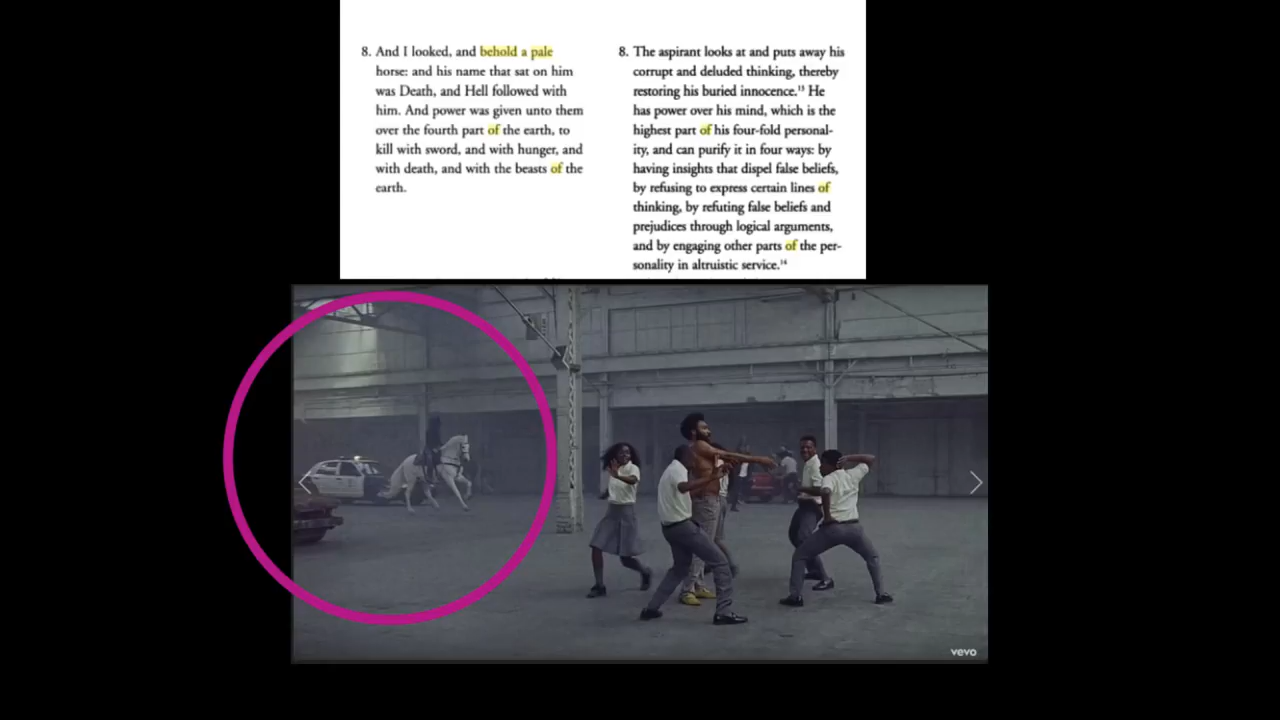 8. And I looked, and behold a pale
horse: and his name that sat on him
was Death, and Hell followed with
him. And power was given unto them
over the fourth part of the earth, to
kill with sword, and with hunger, and
with death, and with the beasts of the
earth.
8. The aspirant looks at and puts away his
corrupt and deluded thinking, thereby
restoring his buried innocence.¹³ He
has power over his mind, which is the
highest part of his four-fold personal-
ity, and can purify it in four ways: by
having insights that dispel false beliefs,
by refusing to express certain lines of
thinking, by refuting false beliefs and
prejudices through logical arguments,
and by engaging other parts of the per-
sonality in altruistic service.¹⁴
vevo